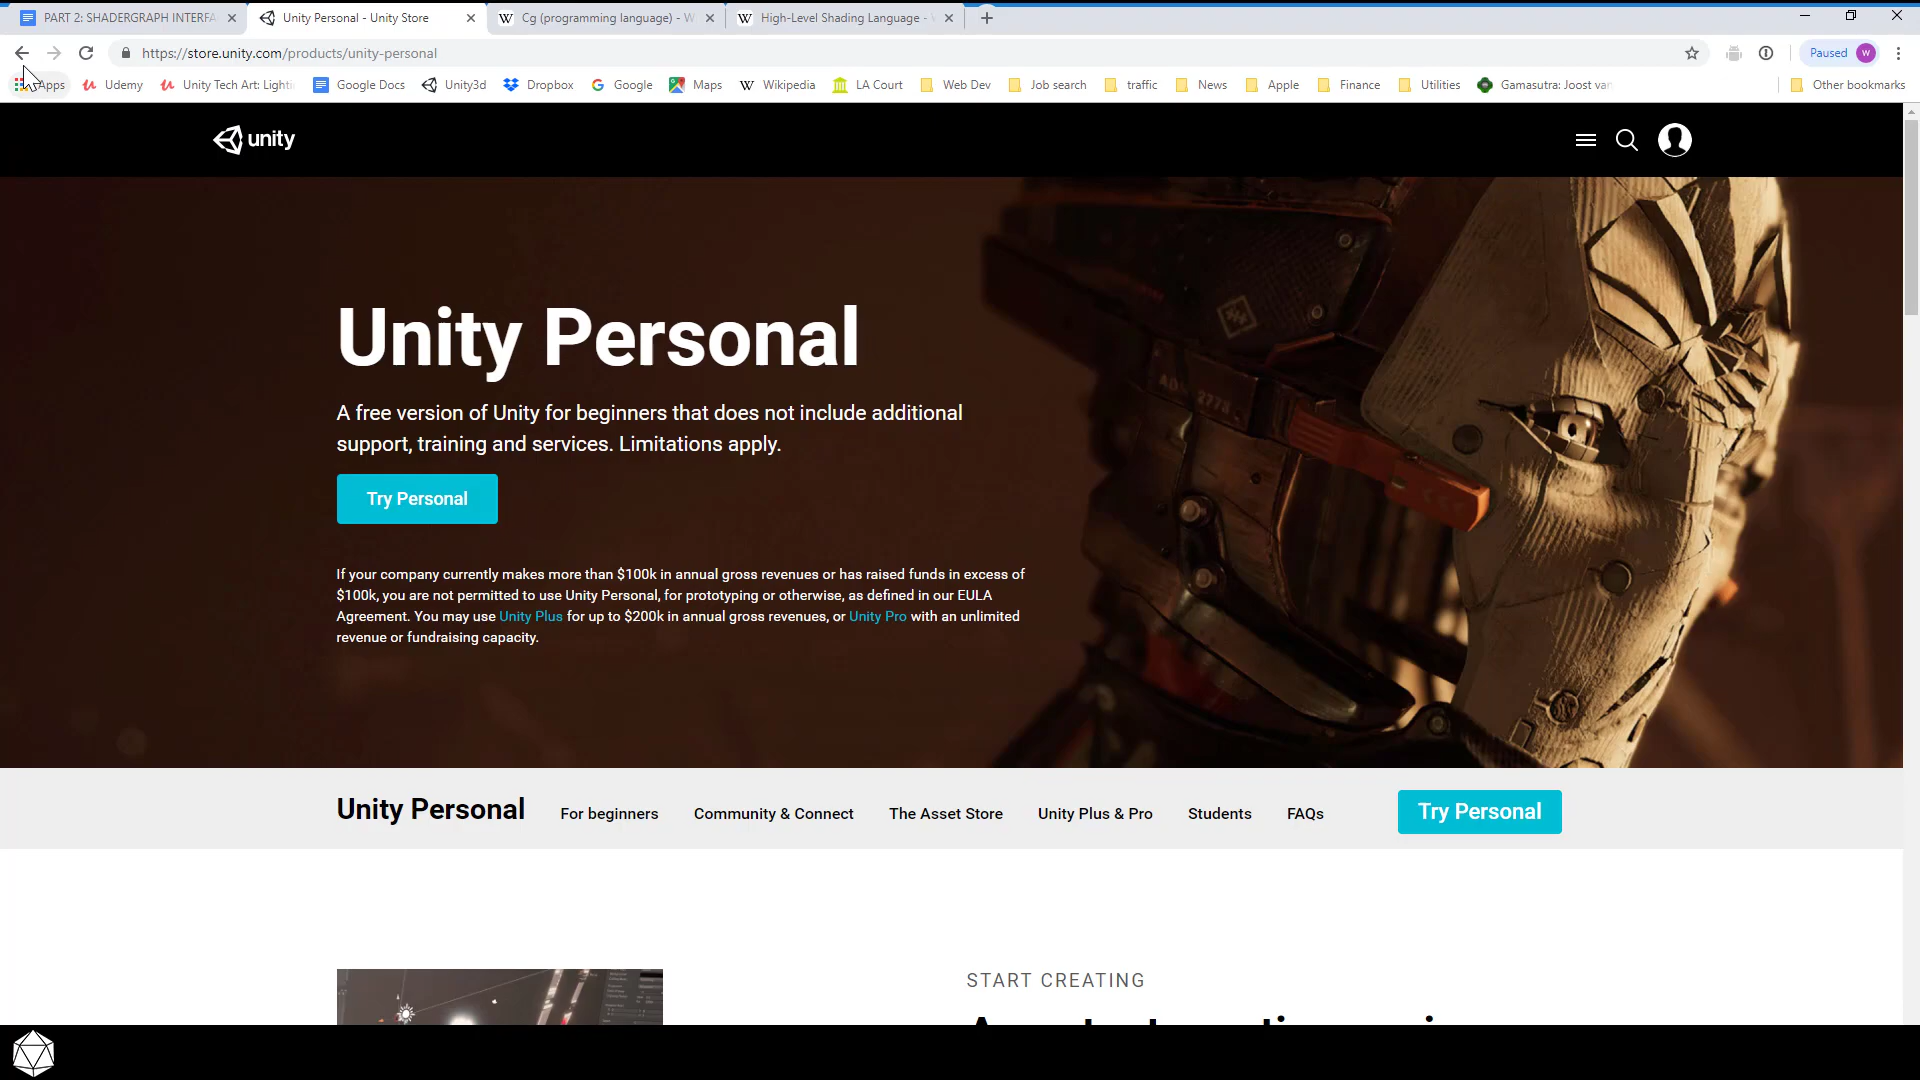 PART 2: SHADERGRAPH INTERFA
Unity Personal - Unity Store
Cg (programming language) - W
High-Level Shading Language -
https://store.unity.com/products/unity-personal
Paused W
Apps
Udemy
Unity Tech Art: Lighti
Google Docs
Unity3d
Dropbox
Google
Maps
Wikipedia
LA Court
Web Dev
Job search
traffic
News
Apple
Finance
Utilities
Gamasutra: Joost van
Other bookmarks
unity
Unity Personal
A free version of Unity for beginners that does not include additional
support, training and services. Limitations apply.
Try Personal
If your company currently makes more than $100k in annual gross revenues or has raised funds in excess of
$100k, you are not permitted to use Unity Personal, for prototyping or otherwise, as defined in our EULA
Agreement. You may use Unity Plus for up to $200k in annual gross revenues, or Unity Pro with an unlimited
revenue or fundraising capacity.
Unity Personal
For beginners
Community & Connect
The Asset Store
Unity Plus & Pro
Students
FAQs
Try Personal
START CREATING